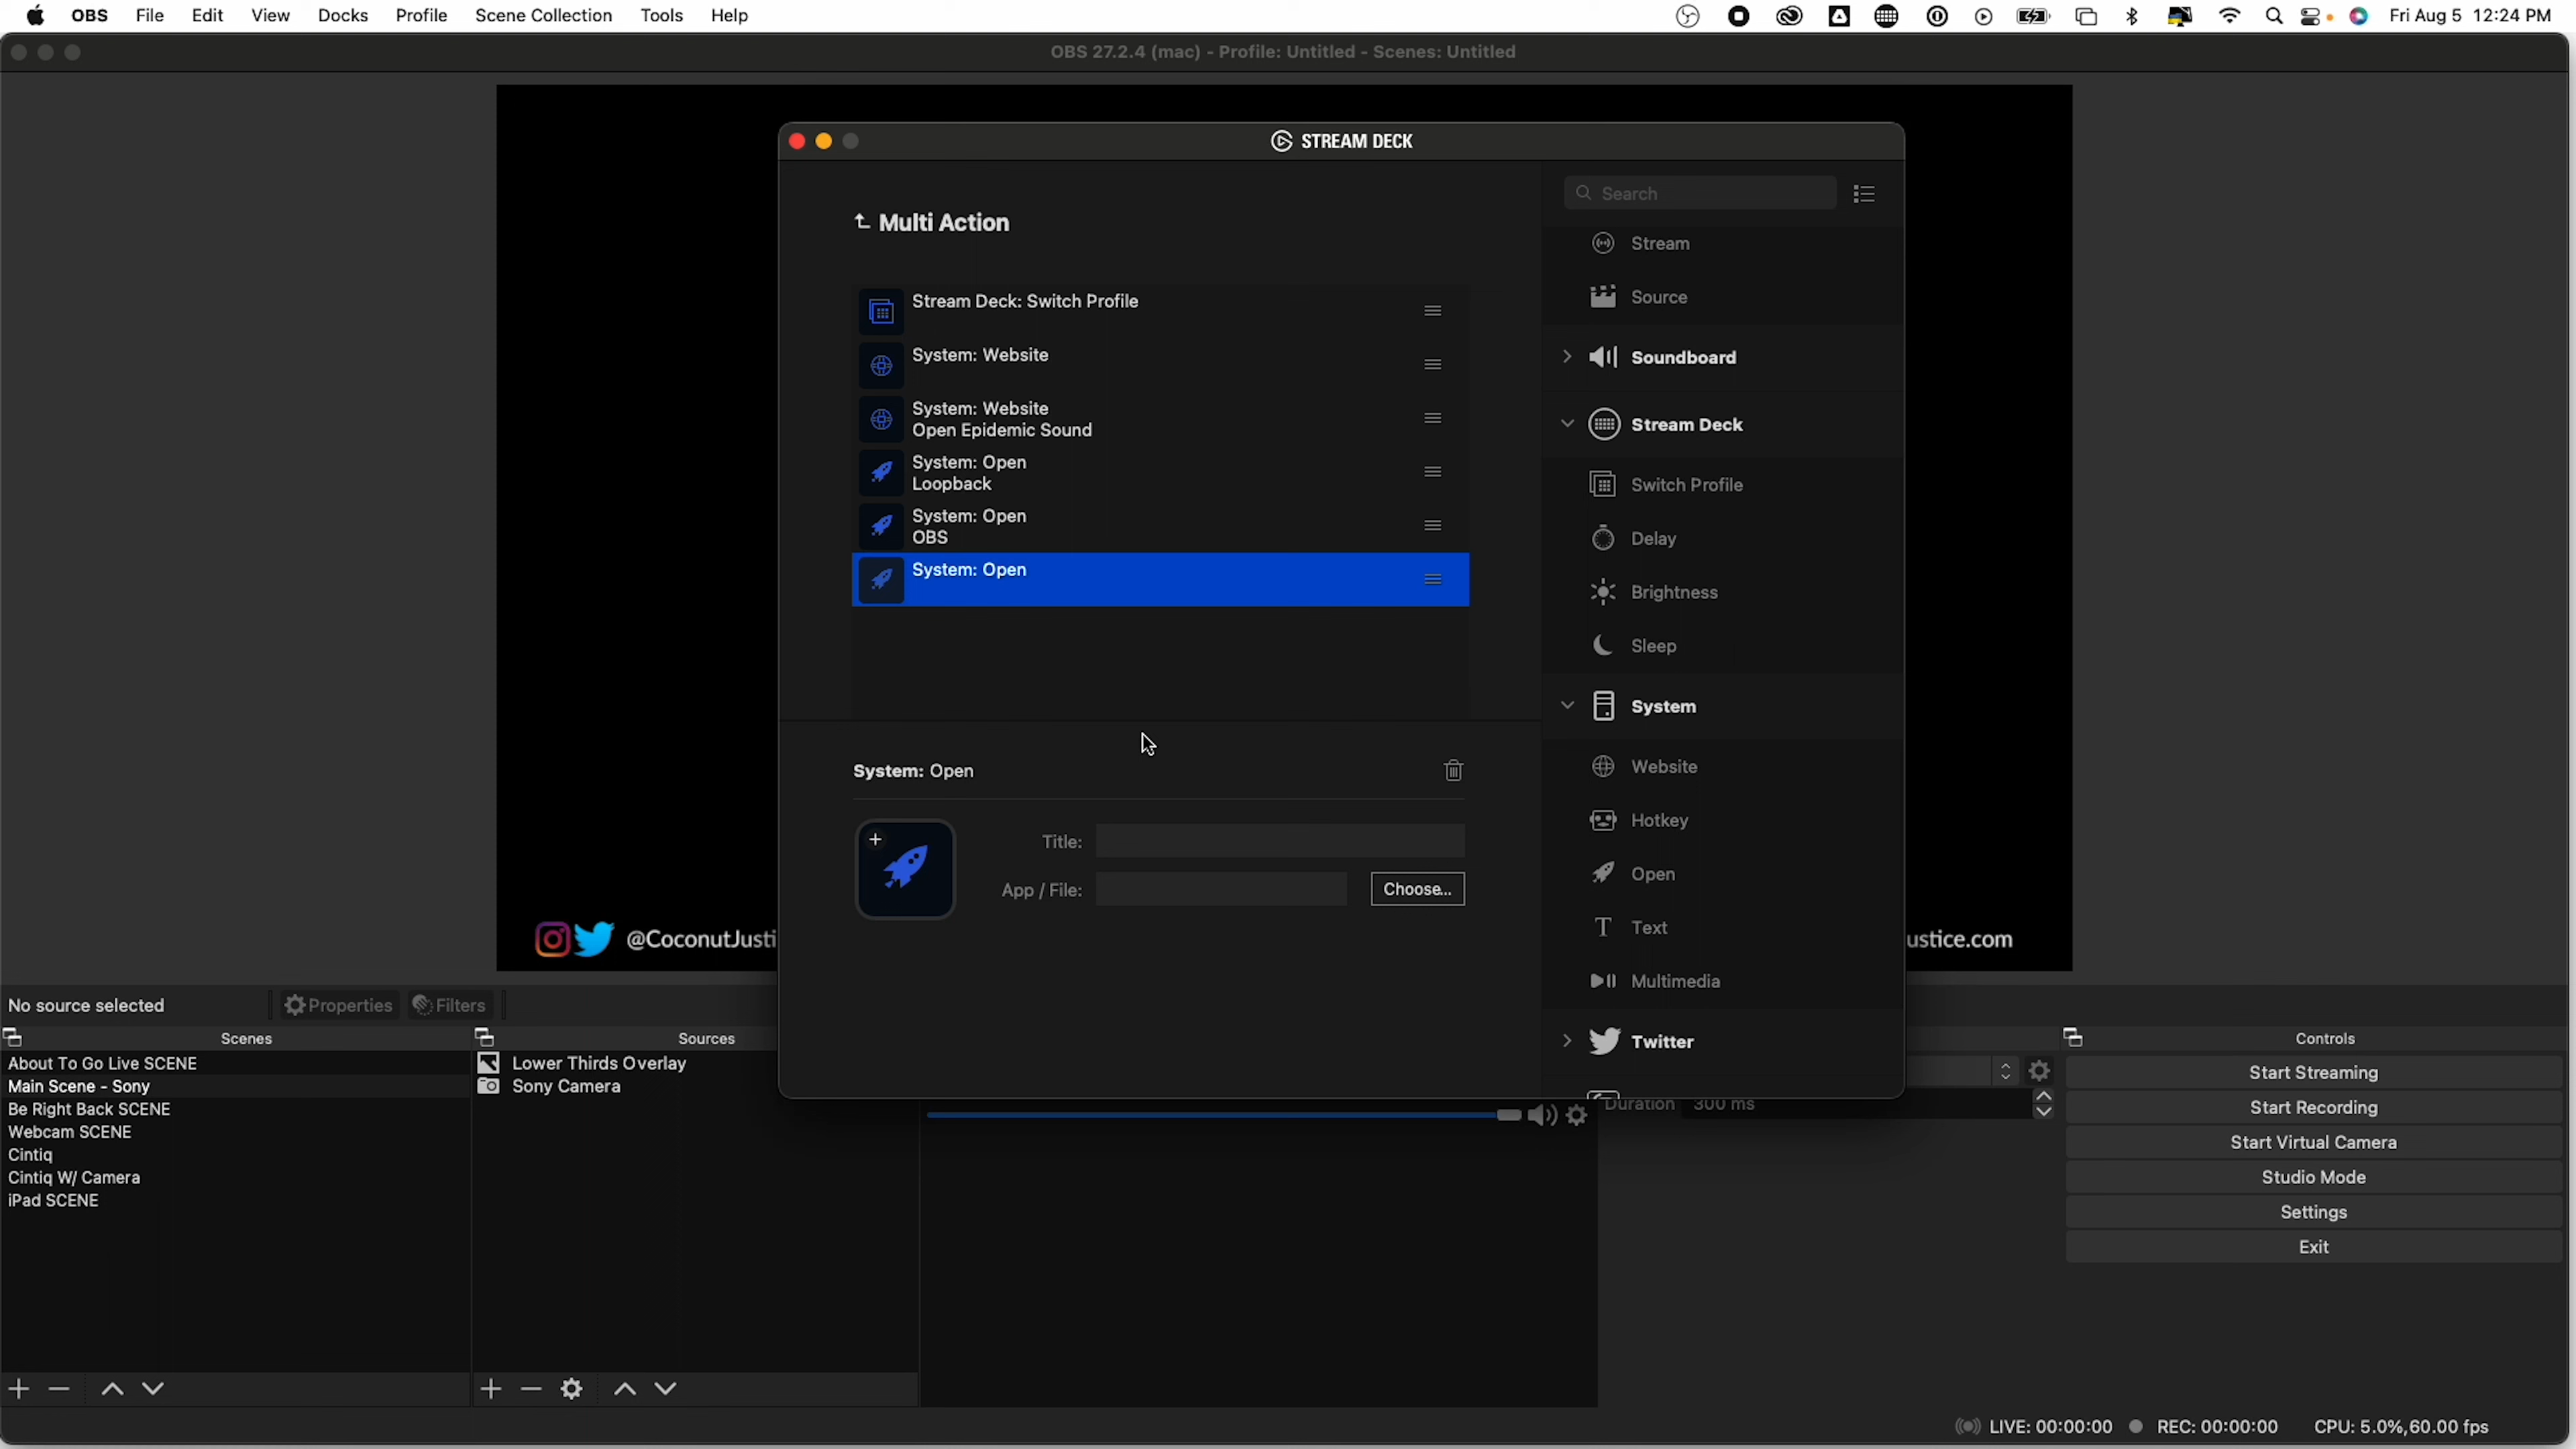 OBS File Edit View Docks Profile Scene Collection Tools Help Fri Aug 5 12:24 PM
OBS 27.2.4 (mac) - Profile: Untitled - Scenes: Untitled
STREAM DECK
Multi Action
Stream Deck: Switch Profile
System: Website
System: Website
Open Epidemic Sound
System: Open
Loopback
System: Open
OBS
System: Open
System: Open
Title:
App / File:
Choose...
Search
Stream
Source
Soundboard
Stream Deck
Switch Profile
Delay
Brightness
Sleep
System
Website
Hotkey
Open
Text
Multimedia
Twitter
@CoconutJusti
ustice.com
No source selected
Properties
Filters
Scenes
About To Go Live SCENE
Main Scene - Sony
Be Right Back SCENE
Webcam SCENE
Cintiq
Cintiq W/ Camera
iPad SCENE
Sources
Lower Thirds Overlay
Sony Camera
Duration 300 ms
Controls
Start Streaming
Start Recording
Start Virtual Camera
Studio Mode
Settings
Exit
LIVE: 00:00:00 REC: 00:00:00 CPU: 5.0%,60.00 fps